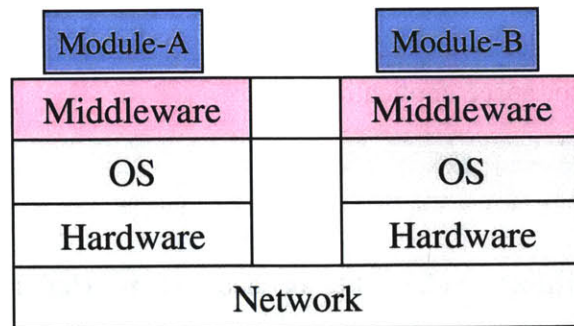 Module-A Module-B
Middleware Middleware
OS OS
Hardware Hardware
Network